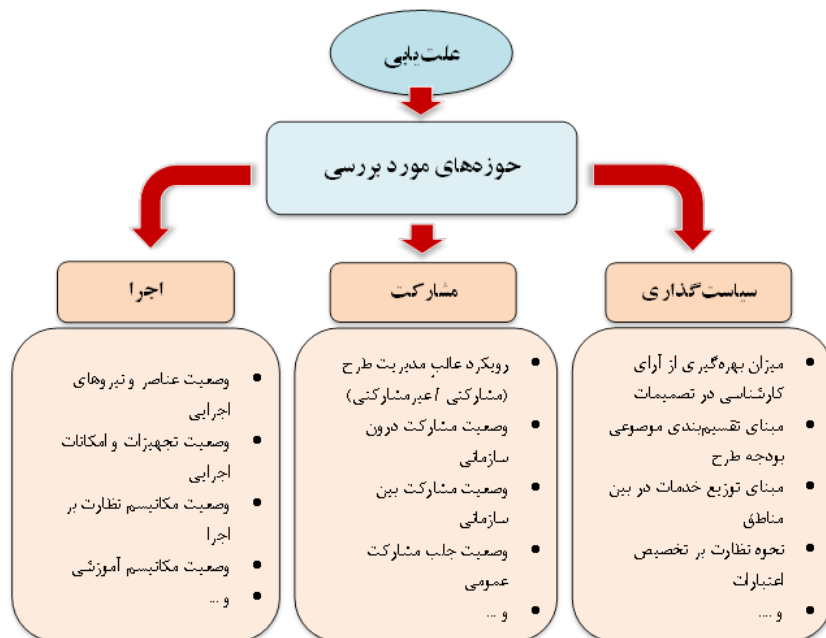 علت‌یابی
حوزه‌های مورد بررسی
سیاست‌گذاری
میزان بهره‌گیری از آرای
کارشناسی در تصمیمات
مبنای تقسیم‌بندی موضوعی
بودجه طرح
مبنای توزیع خدمات در بین
مناطق
نحوه نظارت بر تخصیص
اعتبارات
و ....
مشارکت
رویکرد غالب مدیریت طرح
(مشارکتی / غیرمشارکتی)
وضعیت مشارکت درون
سازمانی
وضعیت مشارکت بین
سازمانی
وضعیت جلب مشارکت
عمومی
و ...
اجرا
وضعیت عناصر و نیروهای
اجرایی
وضعیت تجهیزات و امکانات
اجرایی
وضعیت مکانیسم نظارت بر
اجرا
وضعیت مکانیسم آموزشی
و ...